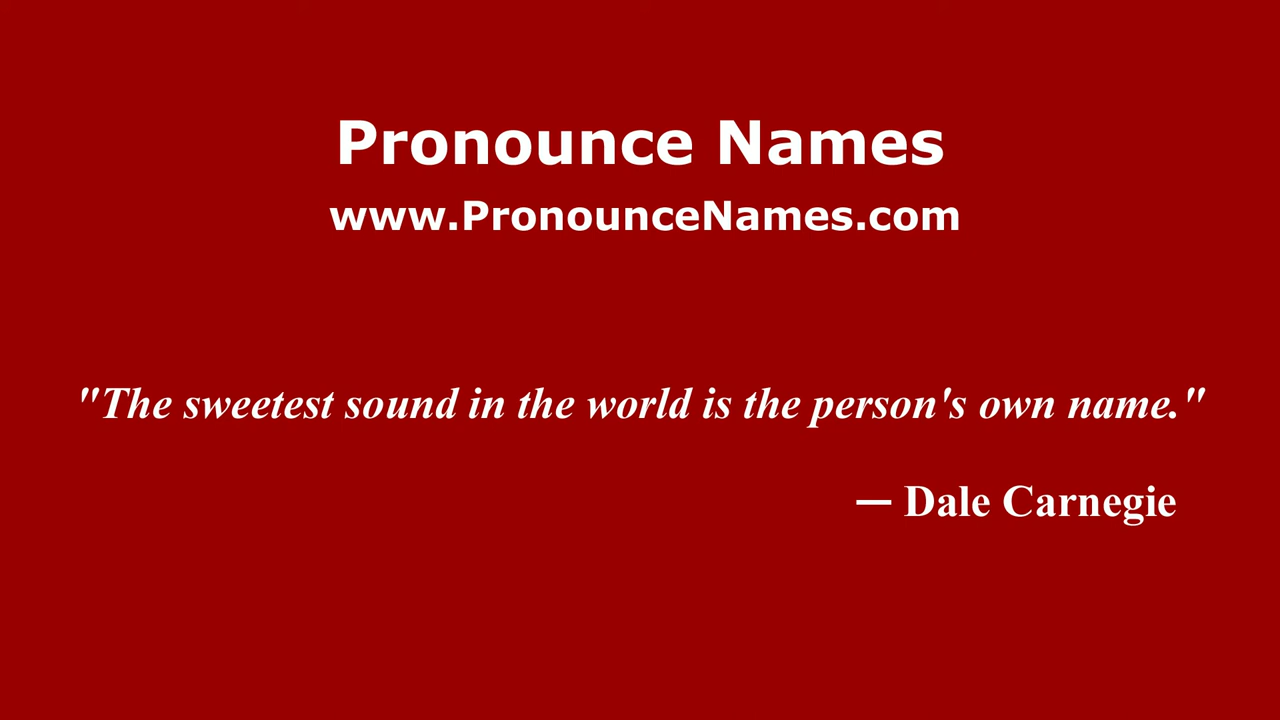 Pronounce Names
www.PronounceNames.com
"The sweetest sound in the world is the person's own name."
— Dale Carnegie